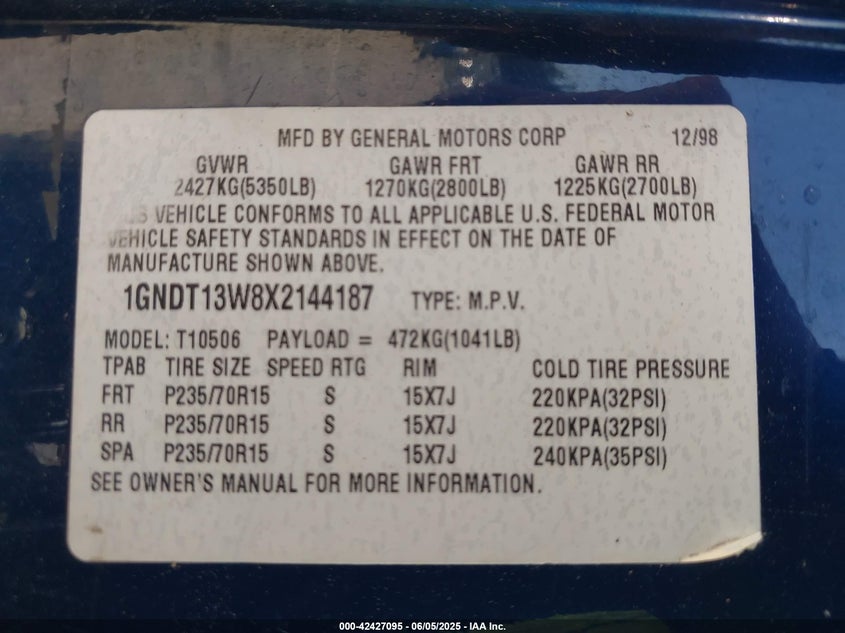 MFD BY GENERAL MOTORS CORP 12/98
GVWR GAWR FRT GAWR RR
2427KG(5350LB) 1270KG(2800LB) 1225KG(2700LB)
VEHICLE CONFORMS TO ALL APPLICABLE U.S. FEDERAL MOTOR
VEHICLE SAFETY STANDARDS IN EFFECT ON THE DATE OF
MANUFACTURE SHOWN ABOVE.
1GNDT13W8X2144187 TYPE: M.P.V.
MODEL: T10506 PAYLOAD = 472KG(1041LB)
TPAB TIRE SIZE SPEED RTG RIM COLD TIRE PRESSURE
FRT P235/70R15 S 15X7J 220KPA(32PSI)
RR P235/70R15 S 15X7J 220KPA(32PSI)
SPA P235/70R15 S 15X7J 240KPA(35PSI)
SEE OWNER'S MANUAL FOR MORE INFORMATION.
000-42427095 - 06/05/2025 - IAA Inc.